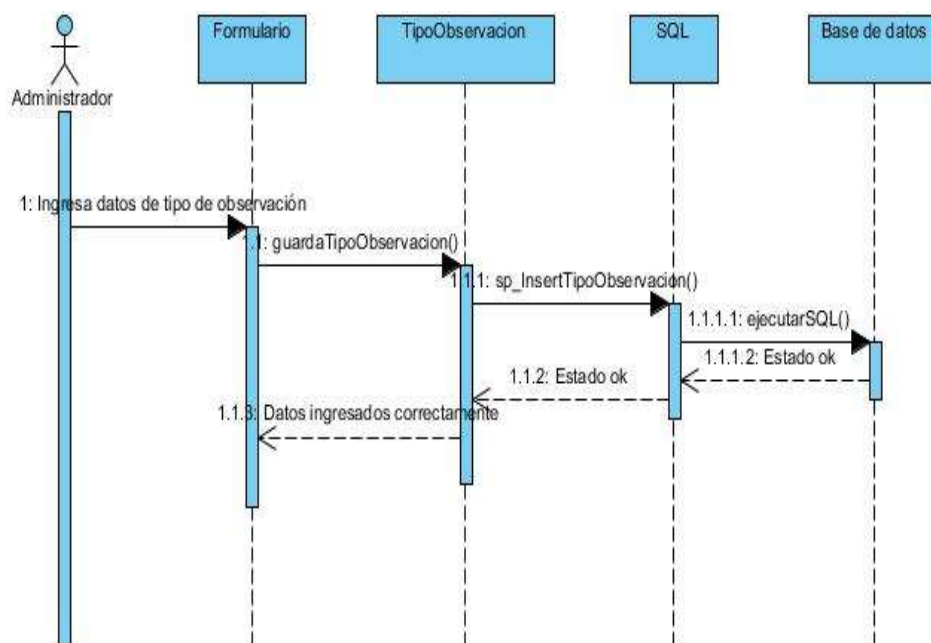 Formulario
TipoObservacion
SQL
Base de datos
Administrador
1: Ingresa datos de tipo de observación
1.1: guardaTipoObservacion()
1.1.1: sp_InsertTipoObservacion()
1.1.1.1: ejecutarSQL()
1.1.1.2: Estado ok
1.1.2: Estado ok
1.1.3: Datos ingresados correctamente